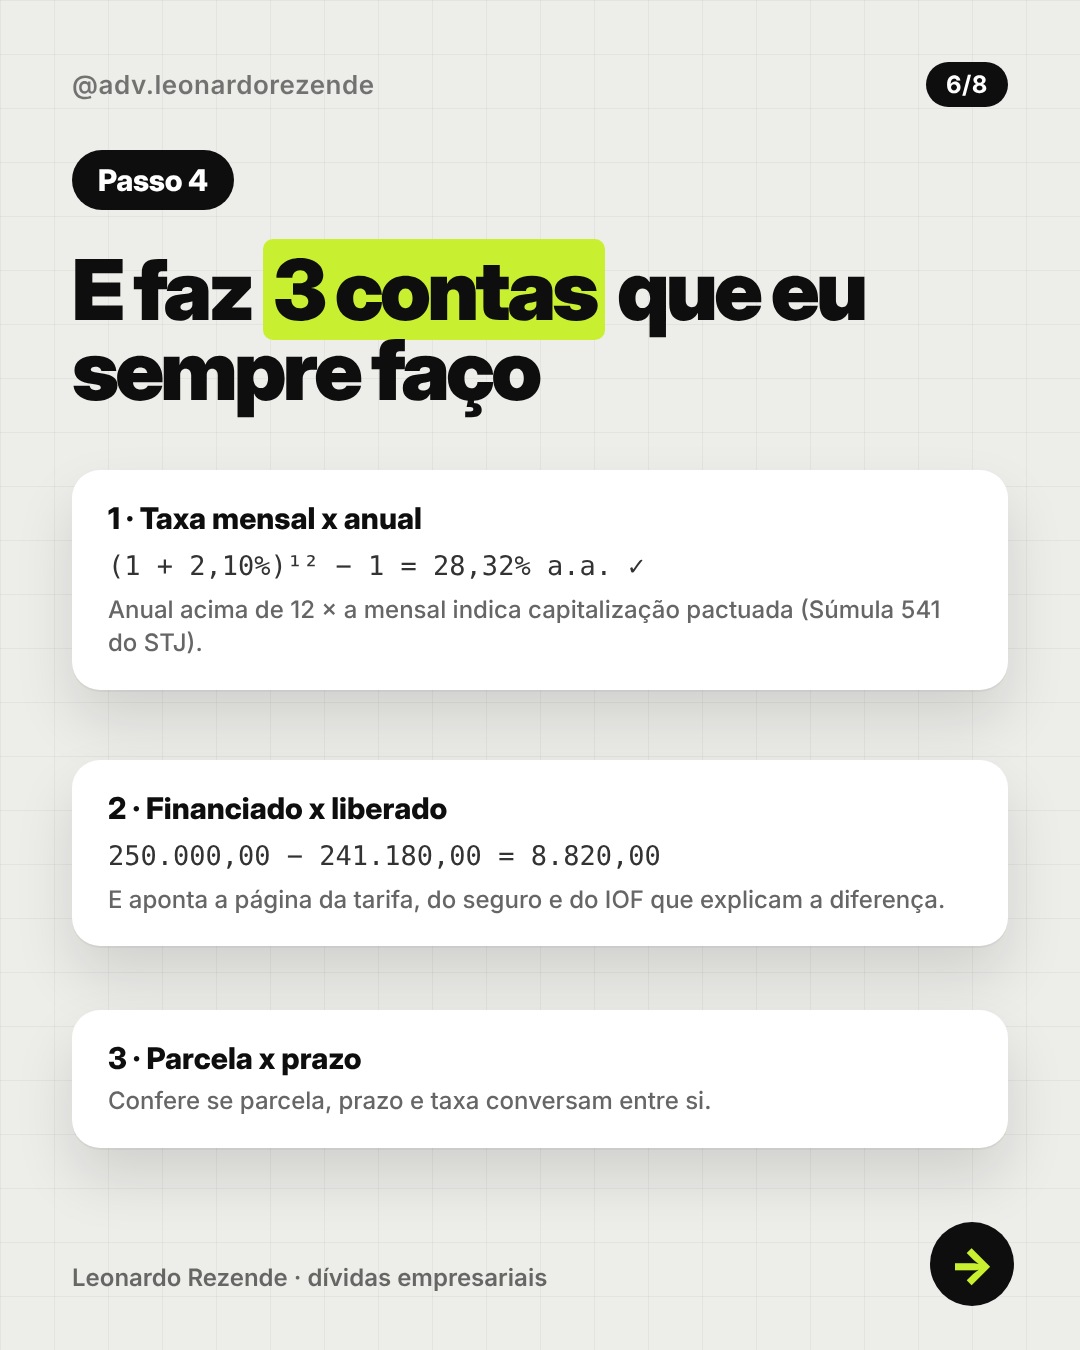 @adv.leonardorezende
6/8
Passo 4
E faz 3 contas que eu
sempre faço
1 · Taxa mensal x anual
(1 + 2,10%)¹² − 1 = 28,32% a.a. ✓
Anual acima de 12 × a mensal indica capitalização pactuada (Súmula 541
do STJ).
2 · Financiado x liberado
250.000,00 − 241.180,00 = 8.820,00
E aponta a página da tarifa, do seguro e do IOF que explicam a diferença.
3 · Parcela x prazo
Confere se parcela, prazo e taxa conversam entre si.
Leonardo Rezende · dívidas empresariais